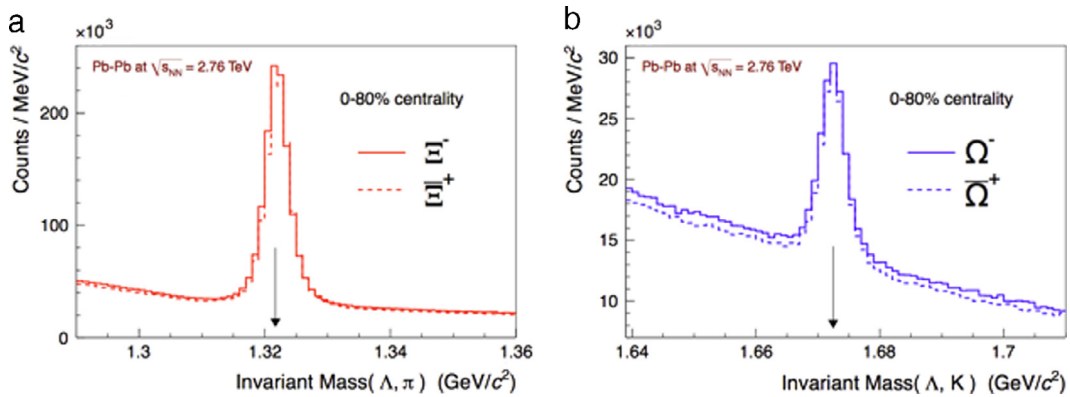 a
×10³
Counts / MeV/c²
Pb-Pb at √sNN = 2.76 TeV
0-80% centrality
Ξ⁻
Ξ̅⁺
200
100
0
1.3
1.32
1.34
1.36
Invariant Mass( Λ, π ) (GeV/c²)
b
×10³
Counts / MeV/c²
Pb-Pb at √sNN = 2.76 TeV
0-80% centrality
Ω⁻
Ω̅⁺
30
25
20
15
10
1.64
1.66
1.68
1.7
Invariant Mass( Λ, K ) (GeV/c²)